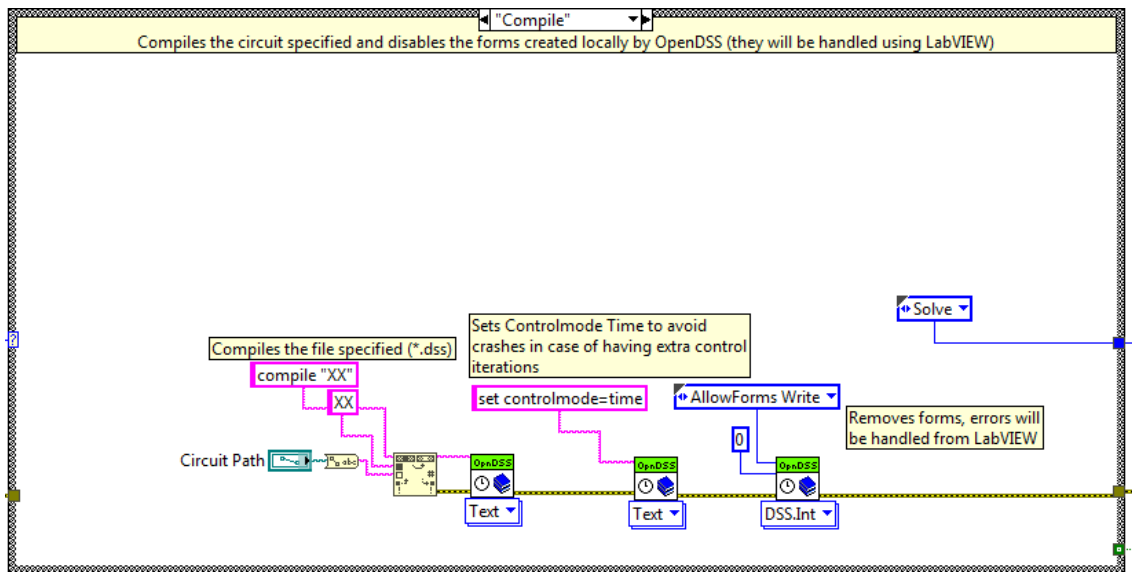 "Compile"
Compiles the circuit specified and disables the forms created locally by OpenDSS (they will be handled using LabVIEW)
Solve
Sets Controlmode Time to avoid
crashes in case of having extra control
iterations
Compiles the file specified (*.dss)
compile "XX"
XX
set controlmode=time
AllowForms Write
Removes forms, errors will
be handled from LabVIEW
0
Circuit Path
abc
OpnDSS
OpnDSS
OpnDSS
Text
Text
DSS.Int
?